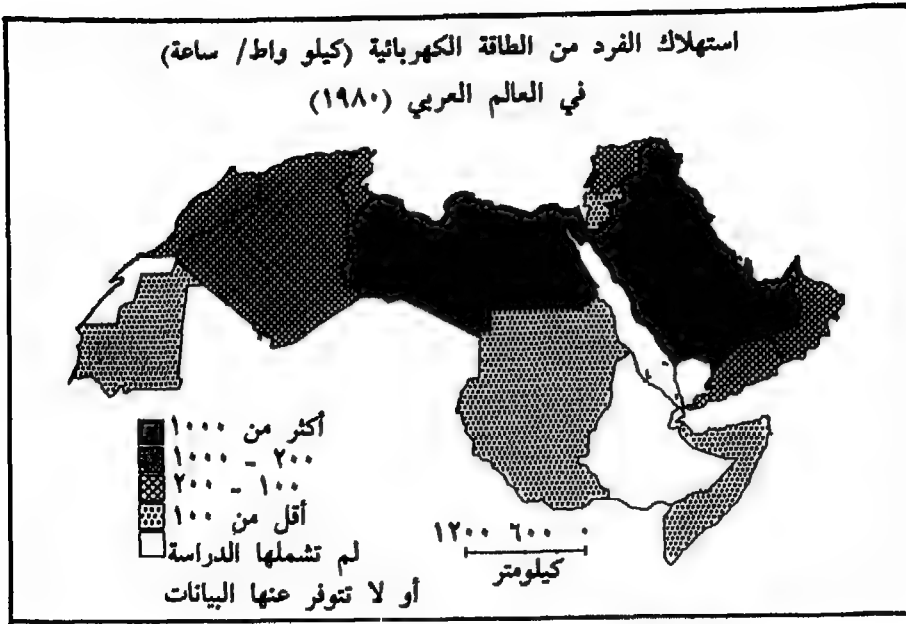 استهلاك الفرد من الطاقة الكهربائية (كيلو واط/ ساعة)
في العالم العربي (١٩٨٠)
أكثر من ١٠٠٠
٢٠٠ - ١٠٠٠
١٠٠ - ٢٠٠
أقل من ١٠٠
لم تشملها الدراسة
أو لا تتوفر عنها البيانات
٠ ٦٠٠ ١٢٠٠
كيلومتر